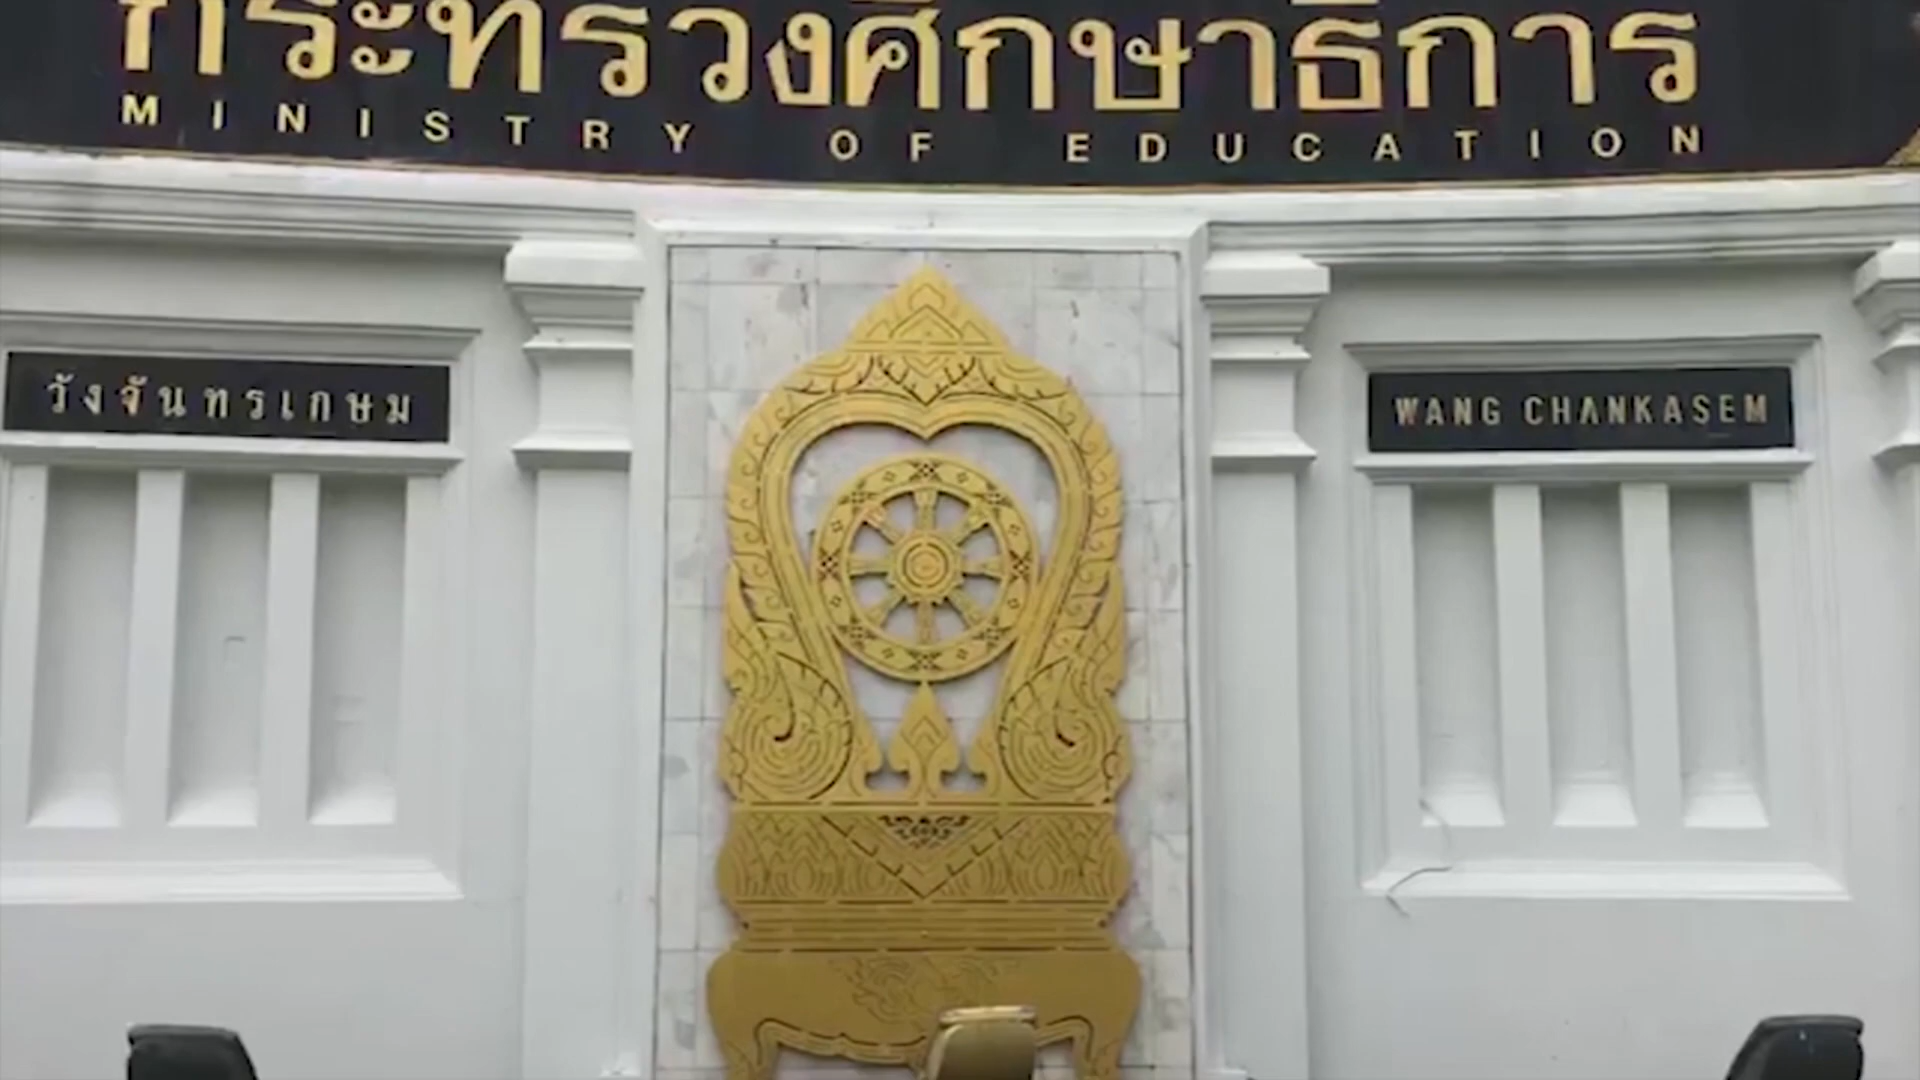 กระทรวงศึกษาธิการ
MINISTRY OF EDUCATION
วังจันทรเกษม
WANG CHANKASEM